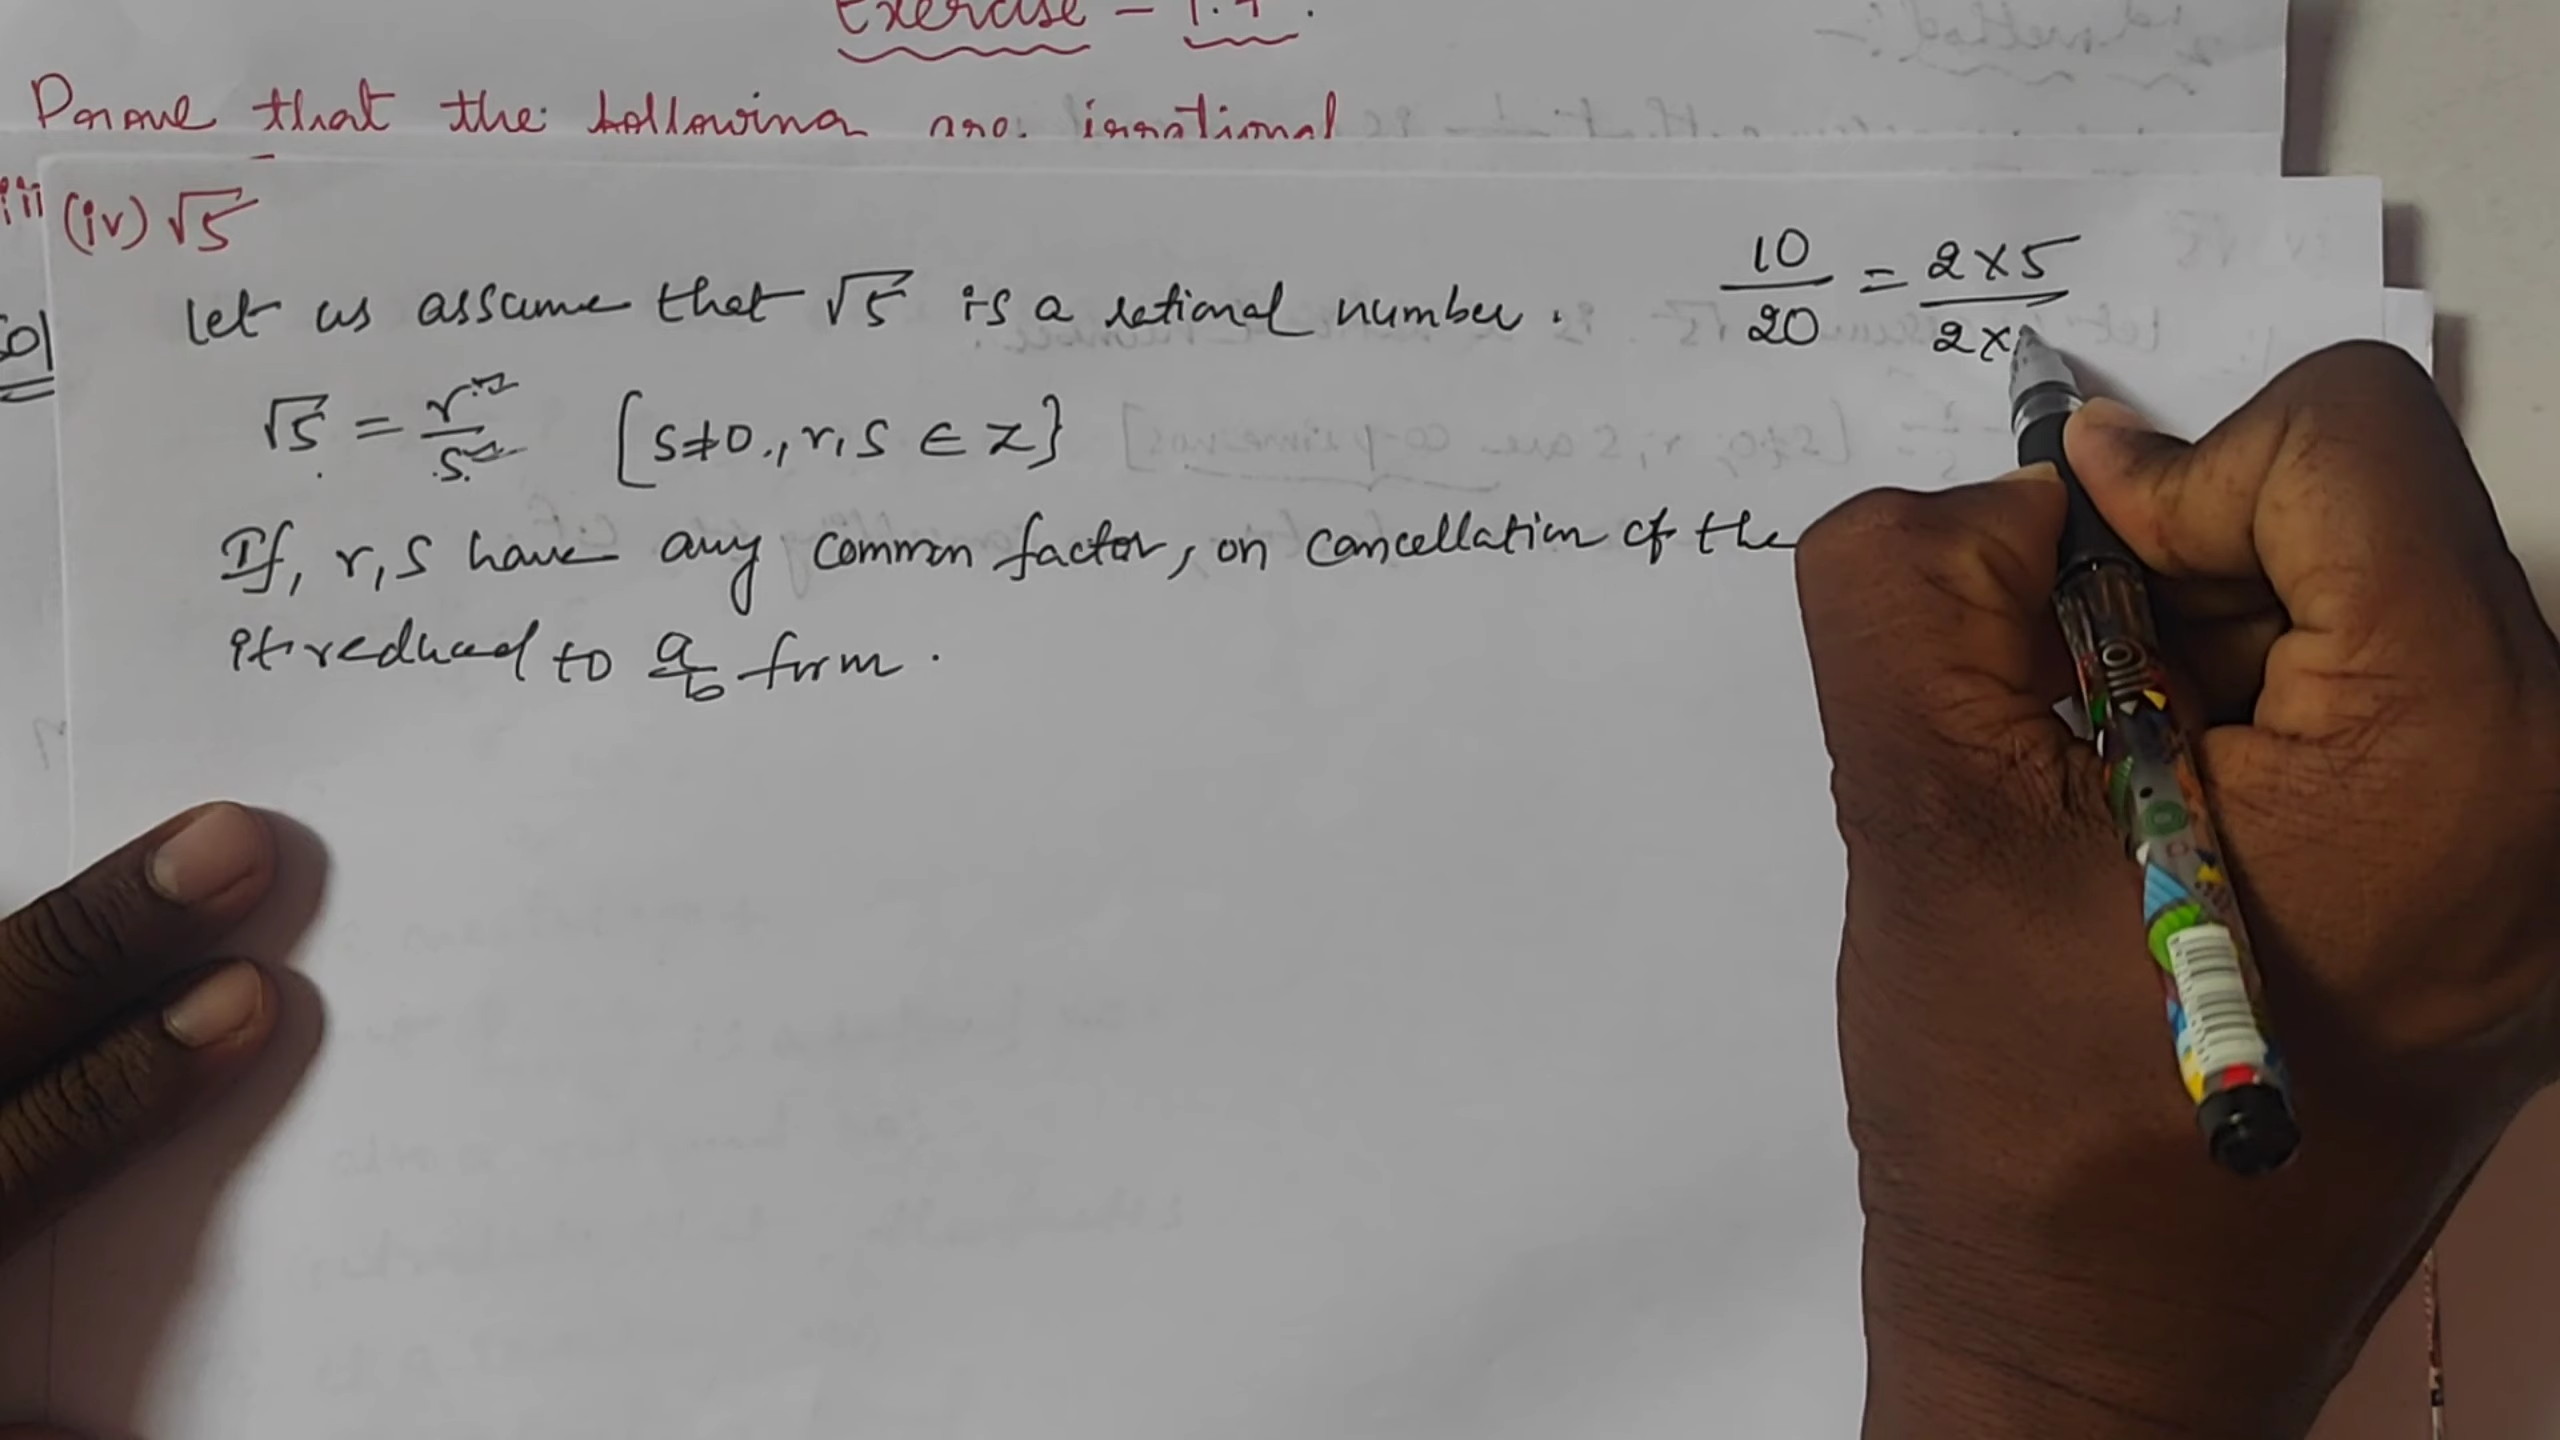 Exercise - 1.4.
Prove that the following are irrational
iii (iv) √5
Sol
Let us assume that √5 is a rational number.
10/20 = 2×5/2×
√5 = r/s [s≠0., r, s ∈ z]
If, r, s have any common factor, on cancellation of the
it reduced to a/b form.